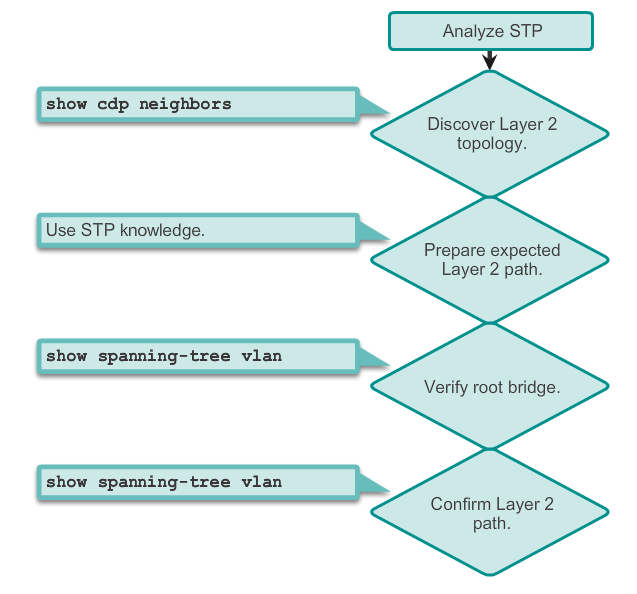 Analyze STP
show cdp neighbors
Discover Layer 2
topology.
Use STP knowledge.
Prepare expected
Layer 2 path.
show spanning-tree vlan
Verify root bridge.
show spanning-tree vlan
Confirm Layer 2
path.